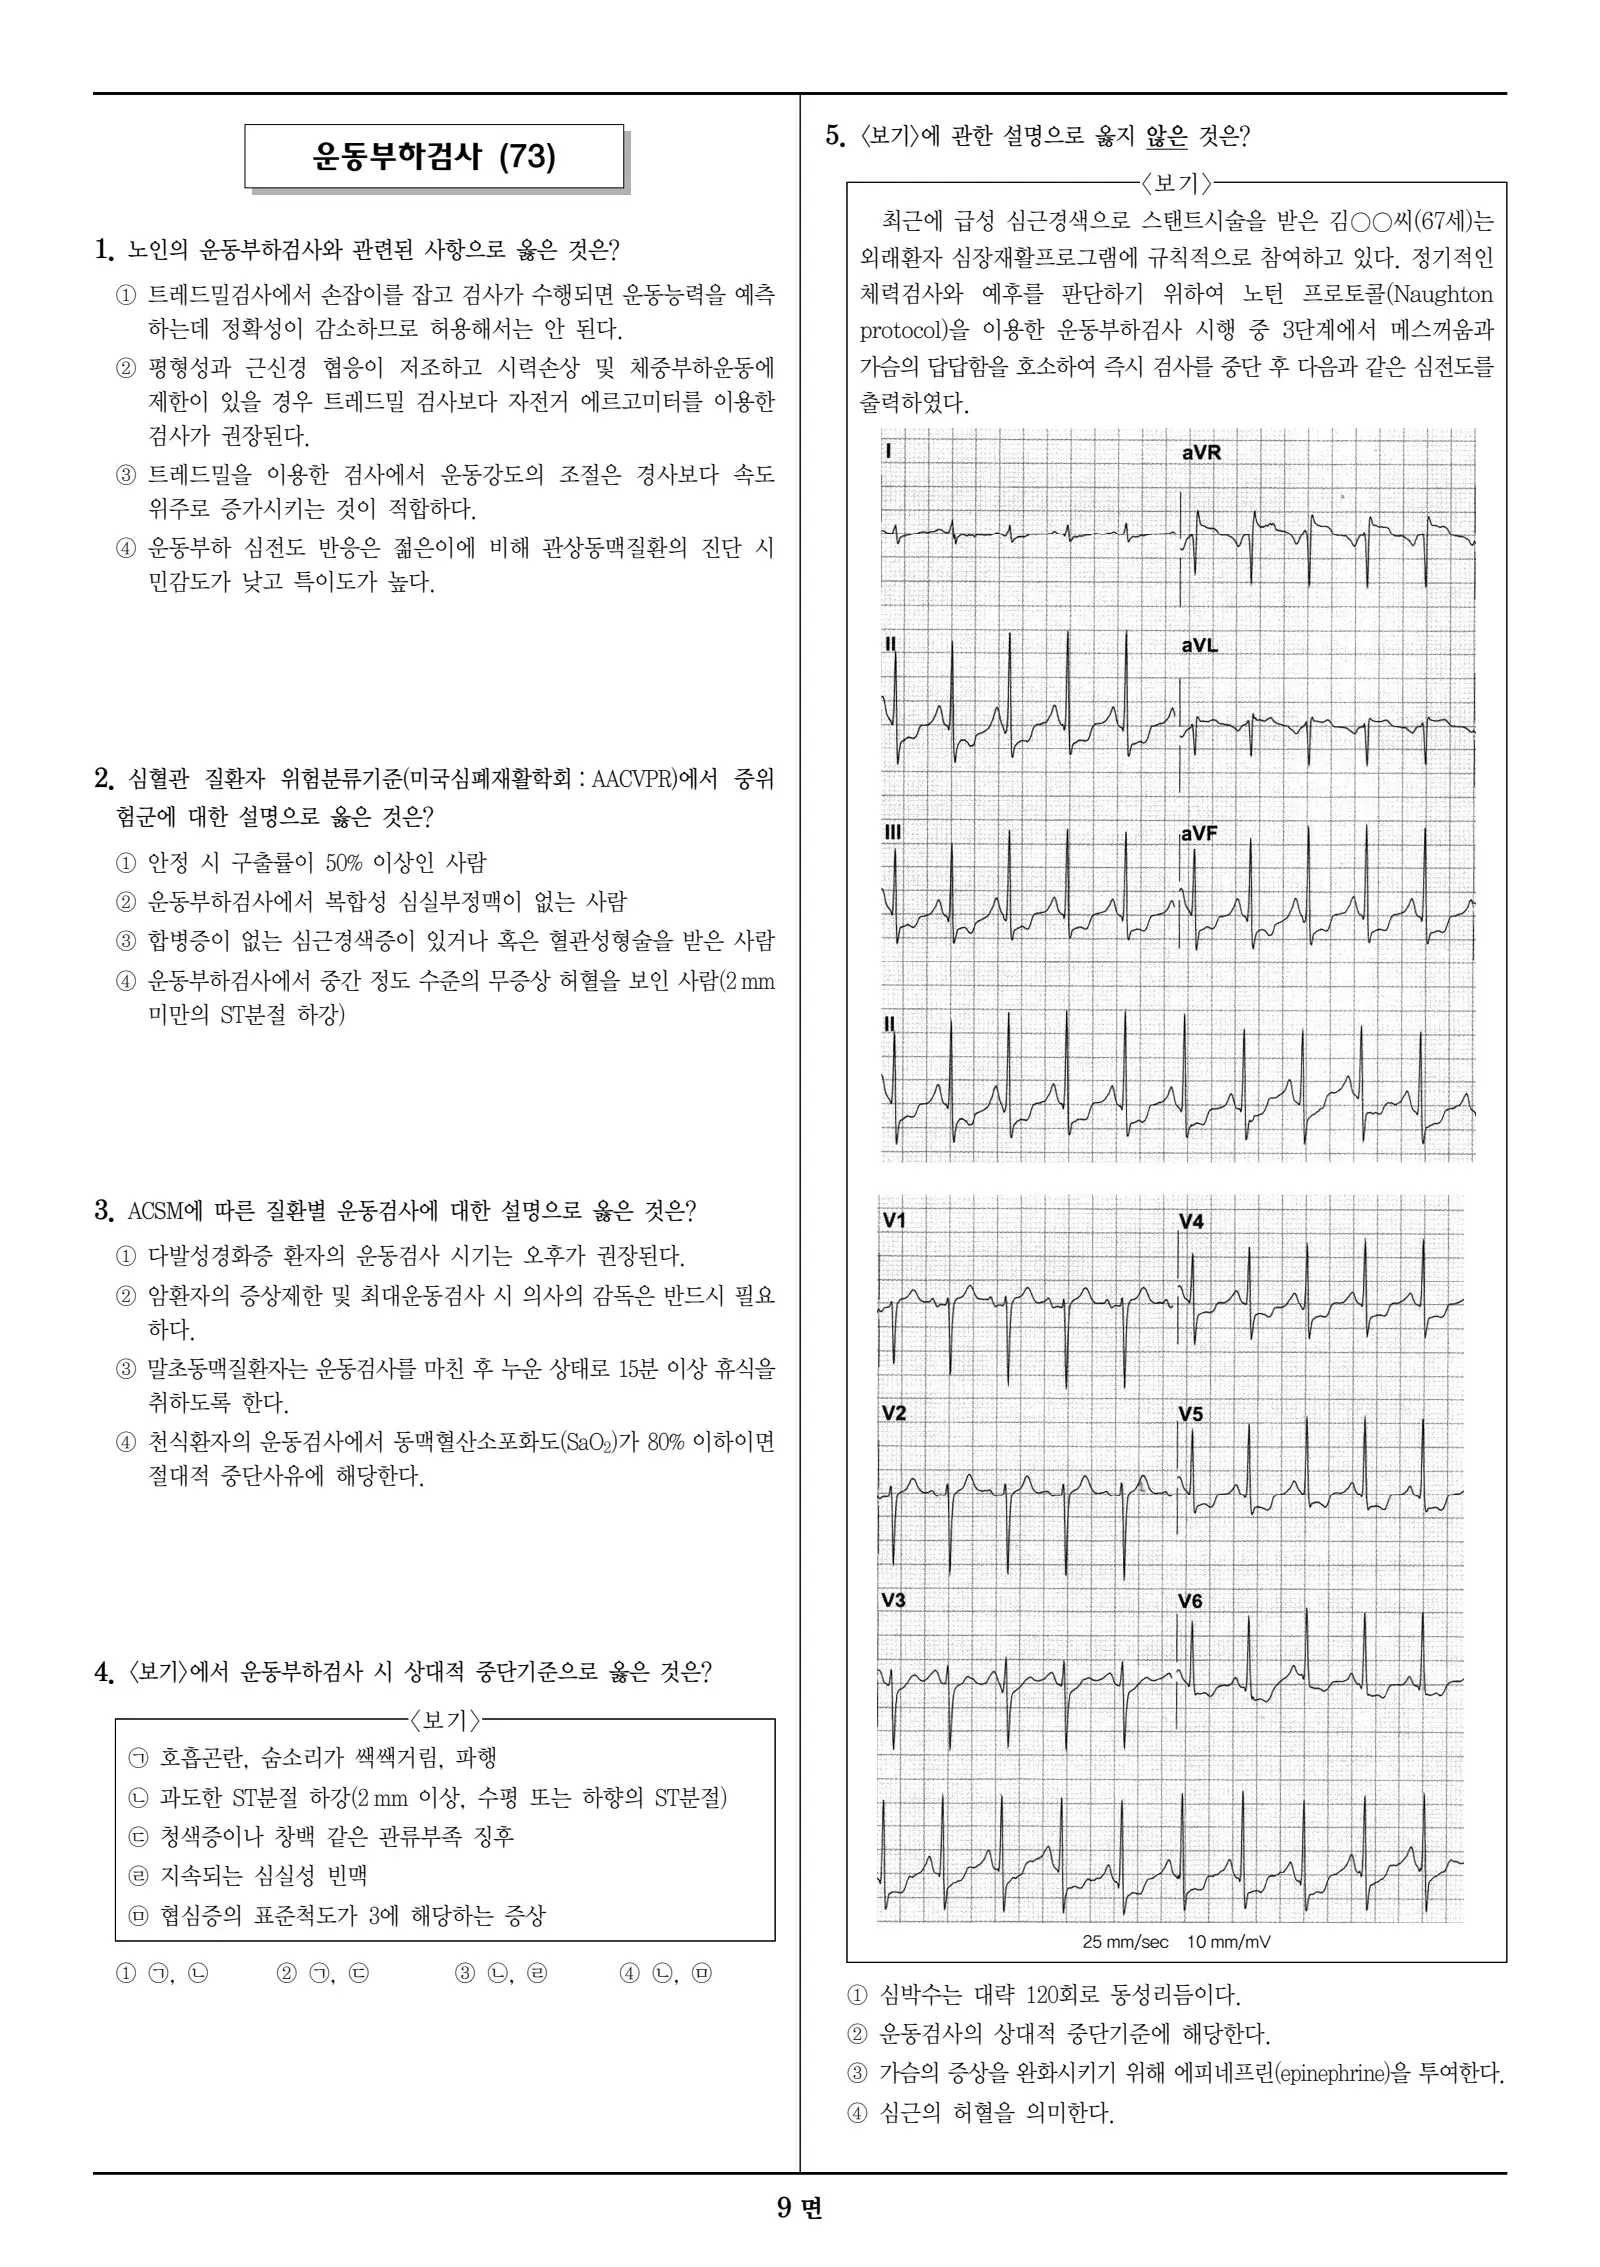 운동부하검사 (73)
1. 노인의 운동부하검사와 관련된 사항으로 옳은 것은?
① 트레드밀검사에서 손잡이를 잡고 검사가 수행되면 운동능력을 예측
하는데 정확성이 감소하므로 허용해서는 안 된다.
② 평형성과 근신경 협응이 저조하고 시력손상 및 체중부하운동에
제한이 있을 경우 트레드밀 검사보다 자전거 에르고미터를 이용한
검사가 권장된다.
③ 트레드밀을 이용한 검사에서 운동강도의 조절은 경사보다 속도
위주로 증가시키는 것이 적합하다.
④ 운동부하 심전도 반응은 젊은이에 비해 관상동맥질환의 진단 시
민감도가 낮고 특이도가 높다.
2. 심혈관 질환자 위험분류기준(미국심폐재활학회 : AACVPR)에서 중위
험군에 대한 설명으로 옳은 것은?
① 안정 시 구출률이 50% 이상인 사람
② 운동부하검사에서 복합성 심실부정맥이 없는 사람
③ 합병증이 없는 심근경색증이 있거나 혹은 혈관성형술을 받은 사람
④ 운동부하검사에서 중간 정도 수준의 무증상 허혈을 보인 사람(2 mm
미만의 ST분절 하강)
3. ACSM에 따른 질환별 운동검사에 대한 설명으로 옳은 것은?
① 다발성경화증 환자의 운동검사 시기는 오후가 권장된다.
② 암환자의 증상제한 및 최대운동검사 시 의사의 감독은 반드시 필요
하다.
③ 말초동맥질환자는 운동검사를 마친 후 누운 상태로 15분 이상 휴식을
취하도록 한다.
④ 천식환자의 운동검사에서 동맥혈산소포화도(SaO₂)가 80% 이하이면
절대적 중단사유에 해당한다.
4. 〈보기〉에서 운동부하검사 시 상대적 중단기준으로 옳은 것은?
〈보기〉
㉠ 호흡곤란, 숨소리가 쌕쌕거림, 파행
㉡ 과도한 ST분절 하강(2 mm 이상, 수평 또는 하향의 ST분절)
㉢ 청색증이나 창백 같은 관류부족 징후
㉣ 지속되는 심실성 빈맥
㉤ 협심증의 표준척도가 3에 해당하는 증상
① ㉠, ㉡ ② ㉠, ㉢ ③ ㉡, ㉣ ④ ㉡, ㉤
5. 〈보기〉에 관한 설명으로 옳지 않은 것은?
〈보기〉
최근에 급성 심근경색으로 스탠트시술을 받은 김○○씨(67세)는
외래환자 심장재활프로그램에 규칙적으로 참여하고 있다. 정기적인
체력검사와 예후를 판단하기 위하여 노턴 프로토콜(Naughton
protocol)을 이용한 운동부하검사 시행 중 3단계에서 메스꺼움과
가슴의 답답함을 호소하여 즉시 검사를 중단 후 다음과 같은 심전도를
출력하였다.
I aVR
II aVL
III aVF
II
V1 V4
V2 V5
V3 V6
25 mm/sec 10 mm/mV
① 심박수는 대략 120회로 동성리듬이다.
② 운동검사의 상대적 중단기준에 해당한다.
③ 가슴의 증상을 완화시키기 위해 에피네프린(epinephrine)을 투여한다.
④ 심근의 허혈을 의미한다.
9 면